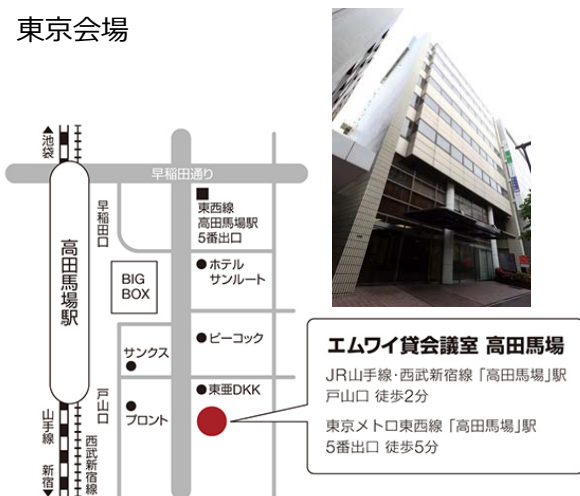 東京会場
▲池袋
早稲田通り
早稲田口
東西線
高田馬場駅
5番出口
高田馬場駅
BIG
BOX
ホテル
サンルート
ピーコック
サンクス
東亜DKK
戸山口
プロント
山手線
西武新宿線
新宿▼
エムワイ貸会議室 高田馬場
JR山手線・西武新宿線「高田馬場」駅
戸山口 徒歩2分
東京メトロ東西線「高田馬場」駅
5番出口 徒歩5分